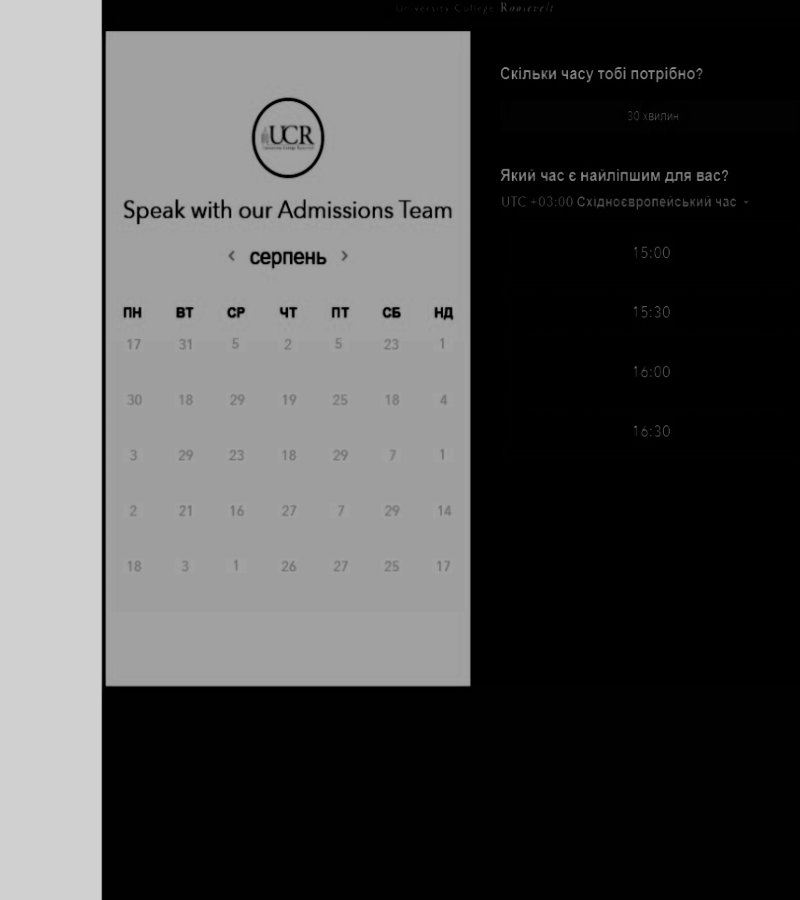 University College Roosevelt
UCR
Speak with our Admissions Team
‹ серпень ›
ПН ВТ СР ЧТ ПТ СБ НД
17 31 5 2 5 23 1
30 18 29 19 25 18 4
3 29 23 18 29 7 1
2 21 16 27 7 29 14
18 3 1 26 27 25 17
Скільки часу тобі потрібно?
30 хвилин
Який час є найліпшим для вас?
UTC +03:00 Східноєвропейський час
15:00
15:30
16:00
16:30